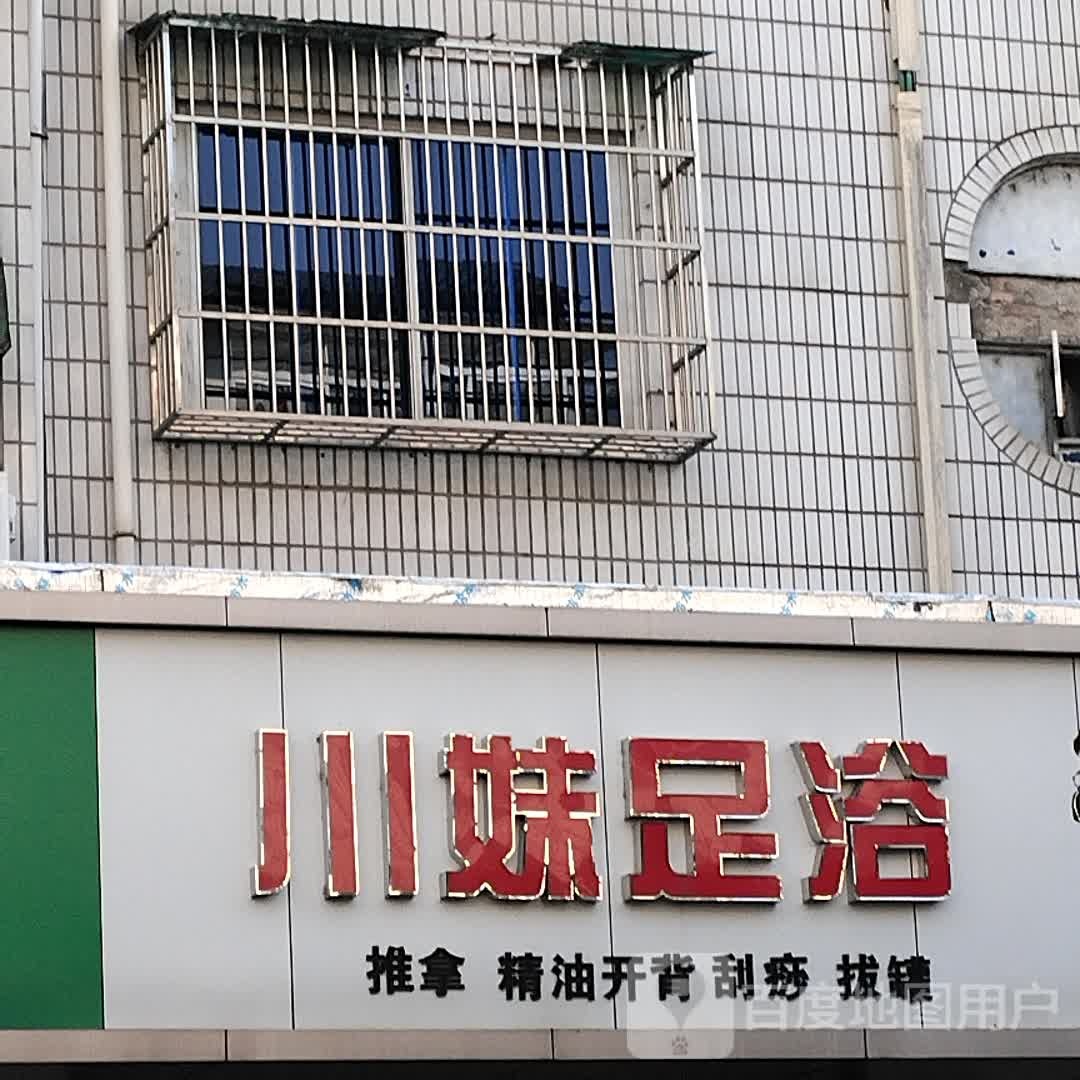 川妹足浴
推拿 精油开背 刮痧 拔罐
百度地图用户